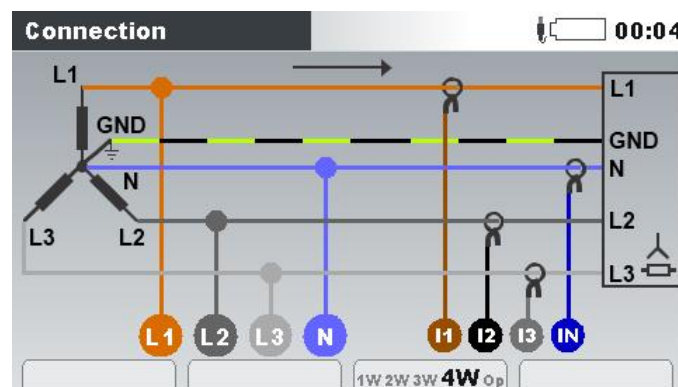 Connection 00:04
L1
L1
GND
GND
N
N
L3
L2
L2
L3
L1 L2 L3 N I1 I2 I3 IN
1W 2W 3W 4W Op